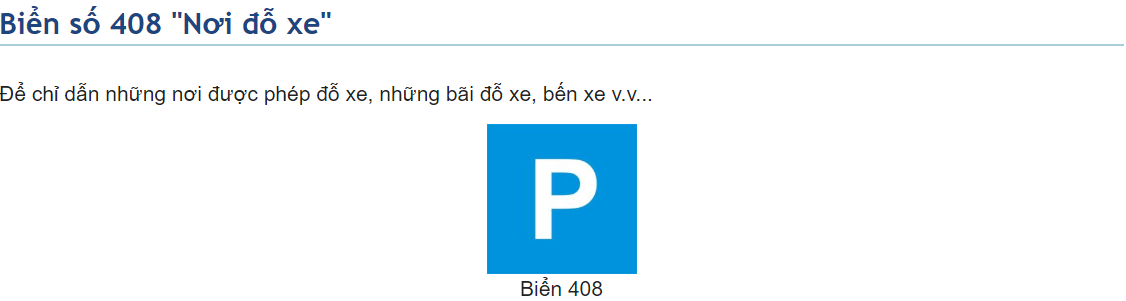 Biển số 408 "Nơi đỗ xe"
Để chỉ dẫn những nơi được phép đỗ xe, những bãi đỗ xe, bến xe v.v...
P
Biển 408